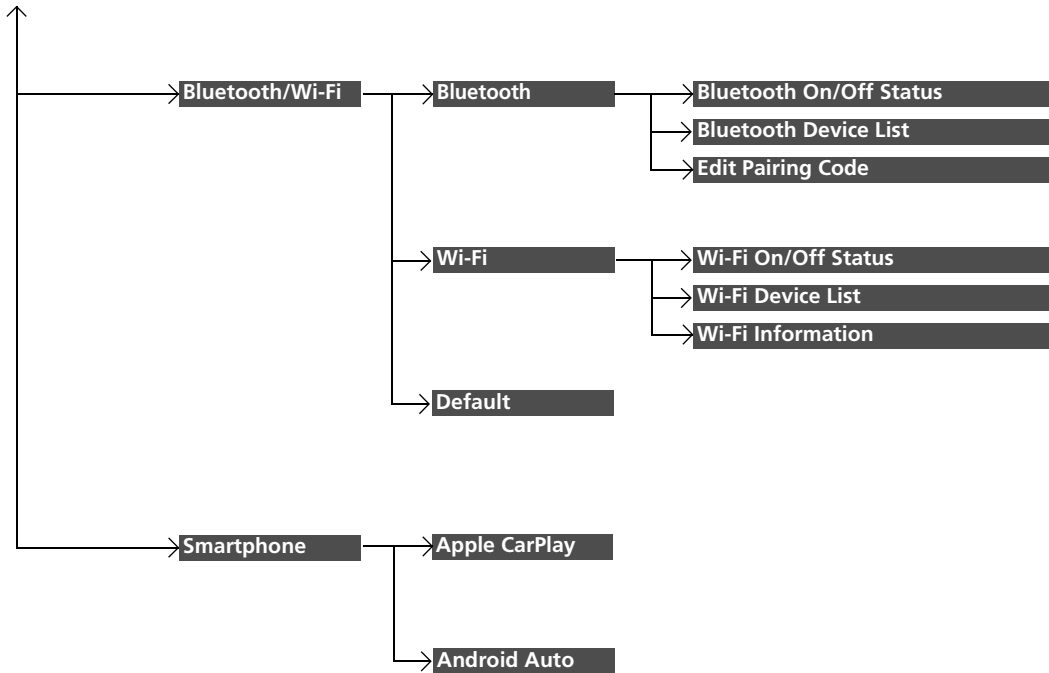 Bluetooth/Wi-Fi
Bluetooth
Bluetooth On/Off Status
Bluetooth Device List
Edit Pairing Code
Wi-Fi
Wi-Fi On/Off Status
Wi-Fi Device List
Wi-Fi Information
Default
Smartphone
Apple CarPlay
Android Auto